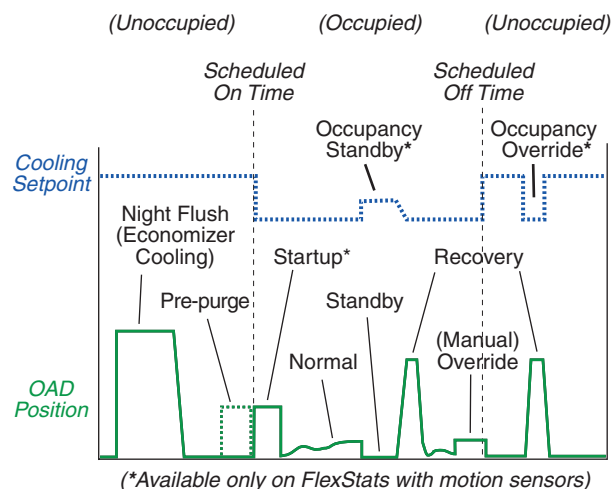 (Unoccupied) (Occupied) (Unoccupied)
Scheduled
On Time
Scheduled
Off Time
Cooling
Setpoint
Occupancy
Standby*
Occupancy
Override*
Night Flush
(Economizer
Cooling)
Pre-purge
Startup*
Normal
Standby
Recovery
(Manual)
Override
OAD
Position
(*Available only on FlexStats with motion sensors)